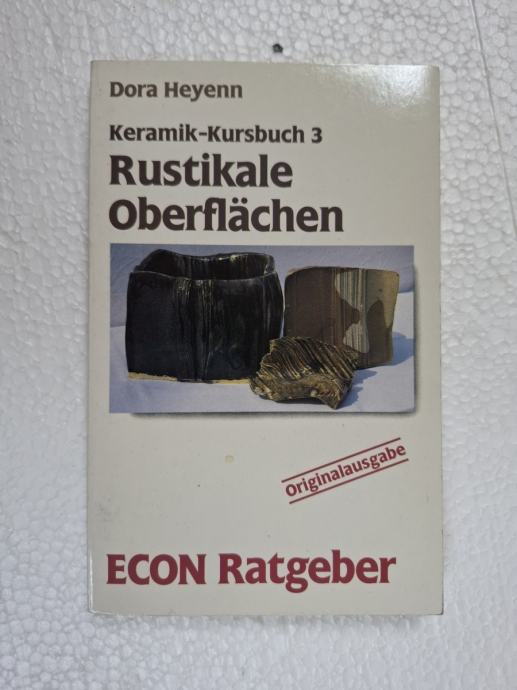 Dora Heyenn
Keramik-Kursbuch 3
Rustikale
Oberflächen
Originalausgabe
ECON Ratgeber